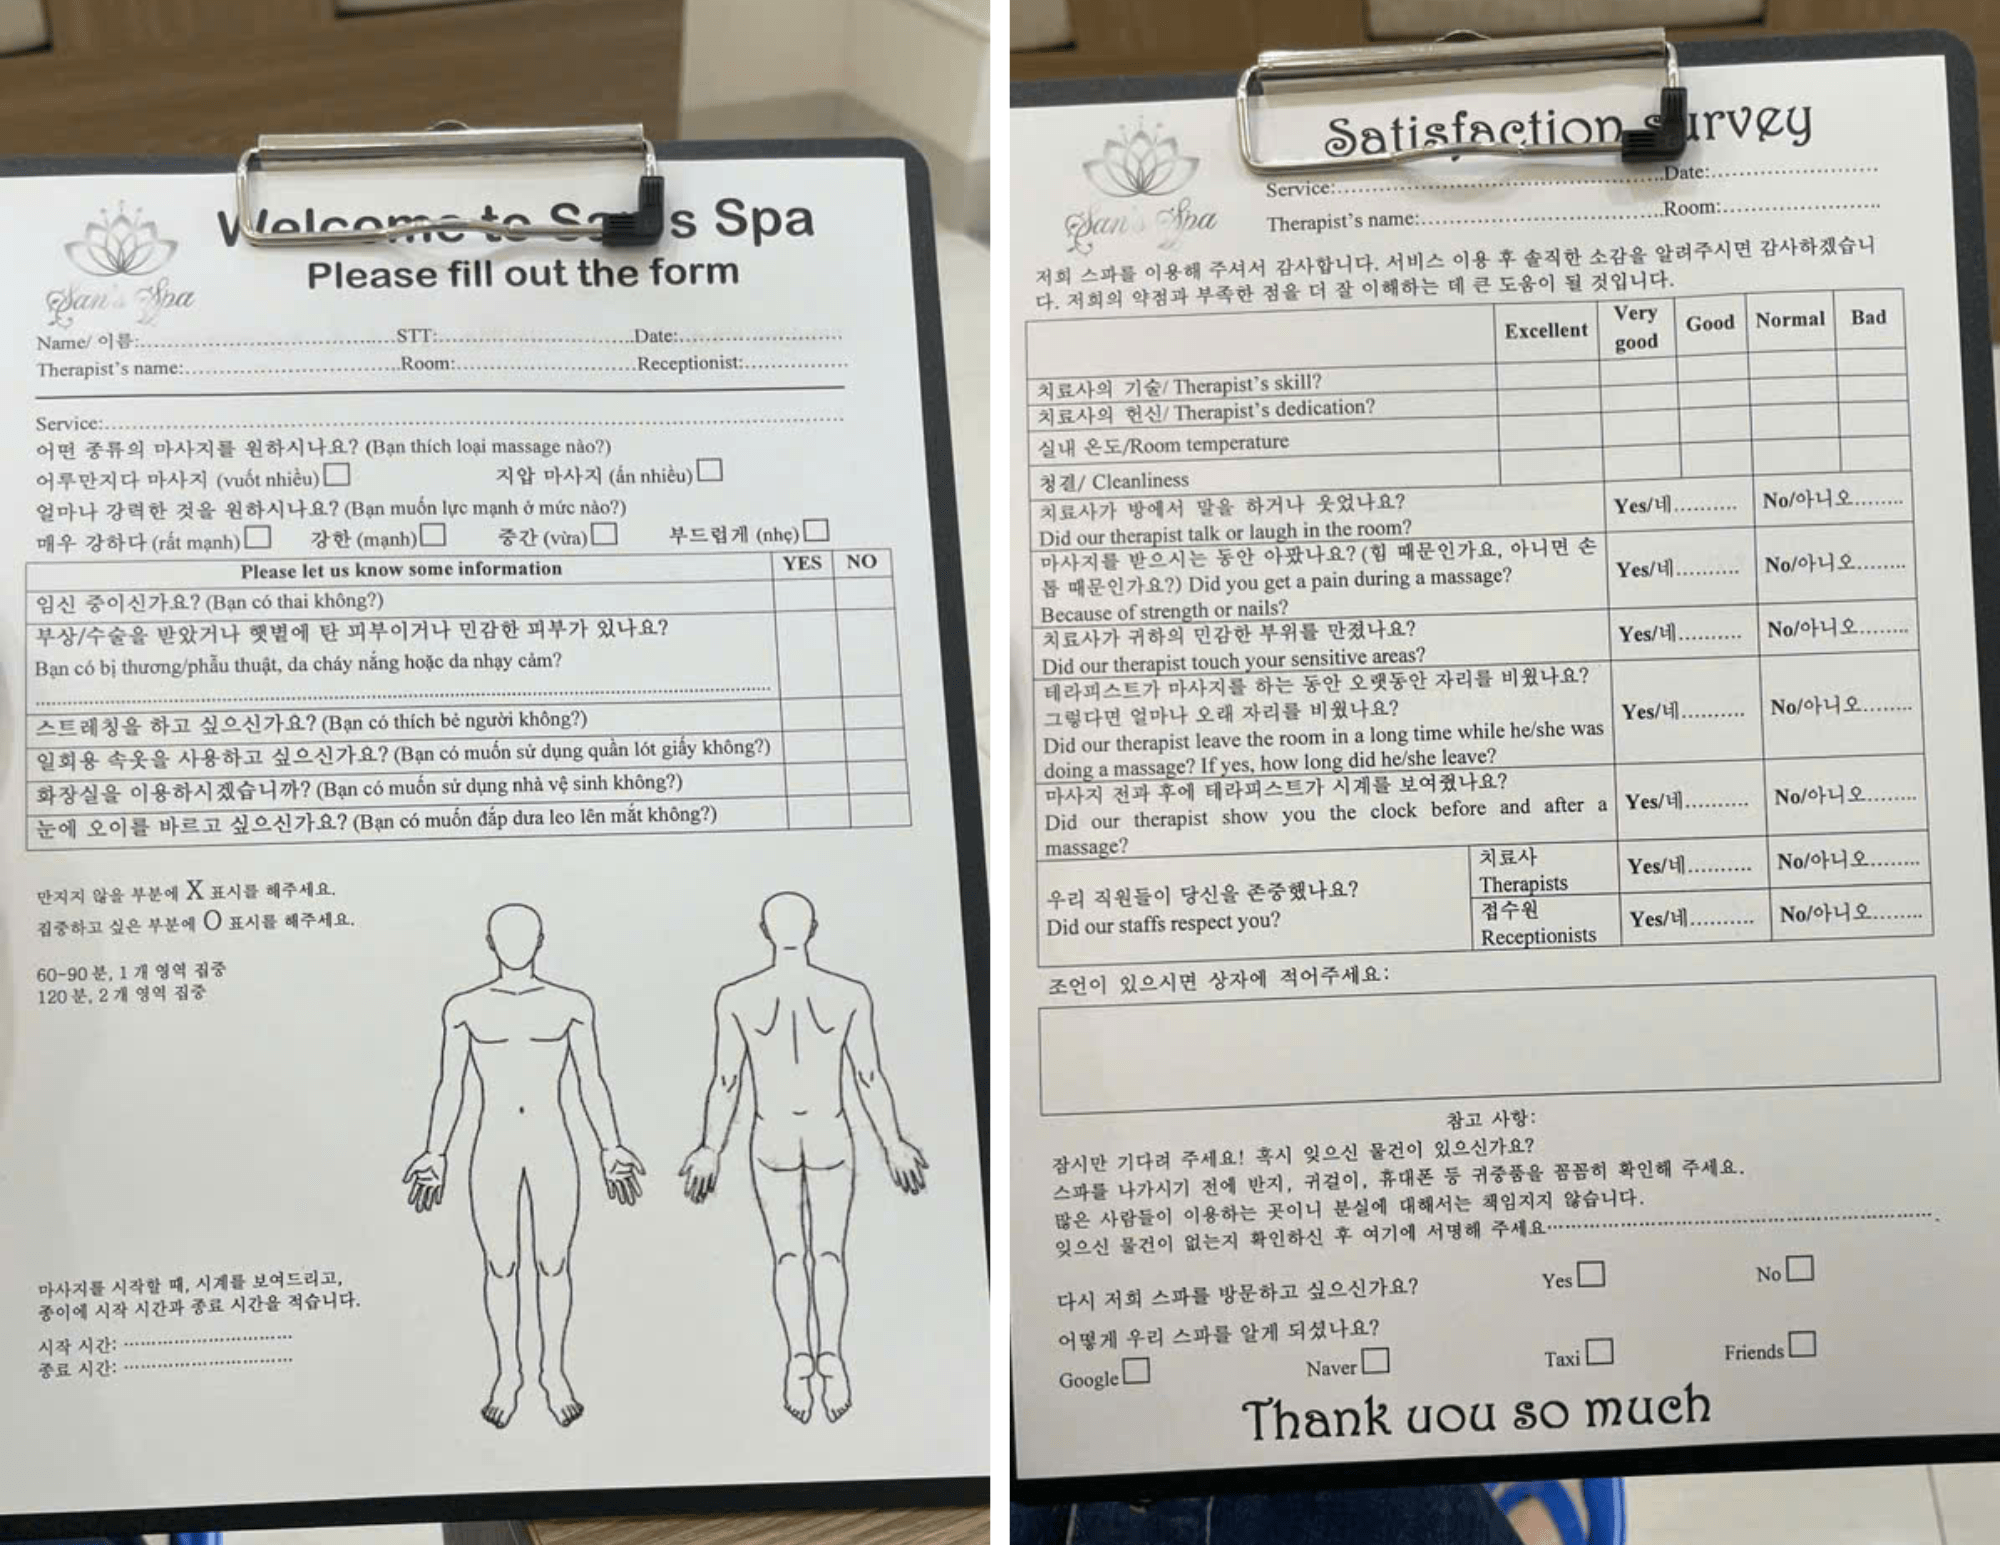 San's Spa
Welcome to San's Spa
Please fill out the form
Name/ 이름:..........................................STT:................................Date:...........................
Therapist's name:...................................Room:.............................Receptionist:.................
Service:..........................................................................................................................
어떤 종류의 마사지를 원하시나요? (Bạn thích loại massage nào?)
어루만지다 마사지 (vuốt nhiều) 지압 마사지 (ấn nhiều)
얼마나 강력한 것을 원하시나요? (Bạn muốn lực mạnh ở mức nào?)
매우 강하다 (rất mạnh) 강한 (mạnh) 중간 (vừa) 부드럽게 (nhẹ)
Please let us know some information YES NO
임신 중이신가요? (Bạn có thai không?)
부상/수술을 받았거나 햇볕에 탄 피부이거나 민감한 피부가 있나요?
Bạn có bị thương/phẫu thuật, da cháy nắng hoặc da nhạy cảm?
........................................................................................................................
스트레칭을 하고 싶으신가요? (Bạn có thích bẻ người không?)
일회용 속옷을 사용하고 싶으신가요? (Bạn có muốn sử dụng quần lót giấy không?)
화장실을 이용하시겠습니까? (Bạn có muốn sử dụng nhà vệ sinh không?)
눈에 오이를 바르고 싶으신가요? (Bạn có muốn đắp dưa leo lên mắt không?)
만지지 않을 부분에 X 표시를 해주세요.
집중하고 싶은 부분에 O 표시를 해주세요.
60-90 분, 1 개 영역 집중
120 분, 2 개 영역 집중
마사지를 시작할 때, 시계를 보여드리고,
종이에 시작 시간과 종료 시간을 적습니다.
시작 시간: ..............................
종료 시간: ..............................
San's Spa
Satisfaction survey
Service:.......................................................Date:............................
Therapist's name:........................................Room:..........................
저희 스파를 이용해 주셔서 감사합니다. 서비스 이용 후 솔직한 소감을 알려주시면 감사하겠습니
다. 저희의 약점과 부족한 점을 더 잘 이해하는 데 큰 도움이 될 것입니다.
Excellent Very good Good Normal Bad
치료사의 기술/ Therapist's skill?
치료사의 헌신/ Therapist's dedication?
실내 온도/Room temperature
청결/ Cleanliness
치료사가 방에서 말을 하거나 웃었나요?
Did our therapist talk or laugh in the room? Yes/네.......... No/아니오........
마사지를 받으시는 동안 아팠나요? (힘 때문인가요, 아니면 손
톱 때문인가요?) Did you get a pain during a massage? Yes/네.......... No/아니오........
Because of strength or nails?
치료사가 귀하의 민감한 부위를 만졌나요?
Did our therapist touch your sensitive areas? Yes/네.......... No/아니오........
테라피스트가 마사지를 하는 동안 오랫동안 자리를 비웠나요?
그렇다면 얼마나 오래 자리를 비웠나요? Yes/네.......... No/아니오........
Did our therapist leave the room in a long time while he/she was
doing a massage? If yes, how long did he/she leave?
마사지 전과 후에 테라피스트가 시계를 보여줬나요?
Did our therapist show you the clock before and after a Yes/네.......... No/아니오........
massage?
우리 직원들이 당신을 존중했나요?
Did our staffs respect you?
치료사
Therapists Yes/네.......... No/아니오........
접수원
Receptionists Yes/네.......... No/아니오........
조언이 있으시면 상자에 적어주세요:
참고 사항:
잠시만 기다려 주세요! 혹시 잊으신 물건이 있으신가요?
스파를 나가시기 전에 반지, 귀걸이, 휴대폰 등 귀중품을 꼼꼼히 확인해 주세요.
많은 사람들이 이용하는 곳이니 분실에 대해서는 책임지지 않습니다.
잊으신 물건이 없는지 확인하신 후 여기에 서명해 주세요..............................................................
다시 저희 스파를 방문하고 싶으신가요? Yes No
어떻게 우리 스파를 알게 되셨나요?
Google Naver Taxi Friends
Thank you so much